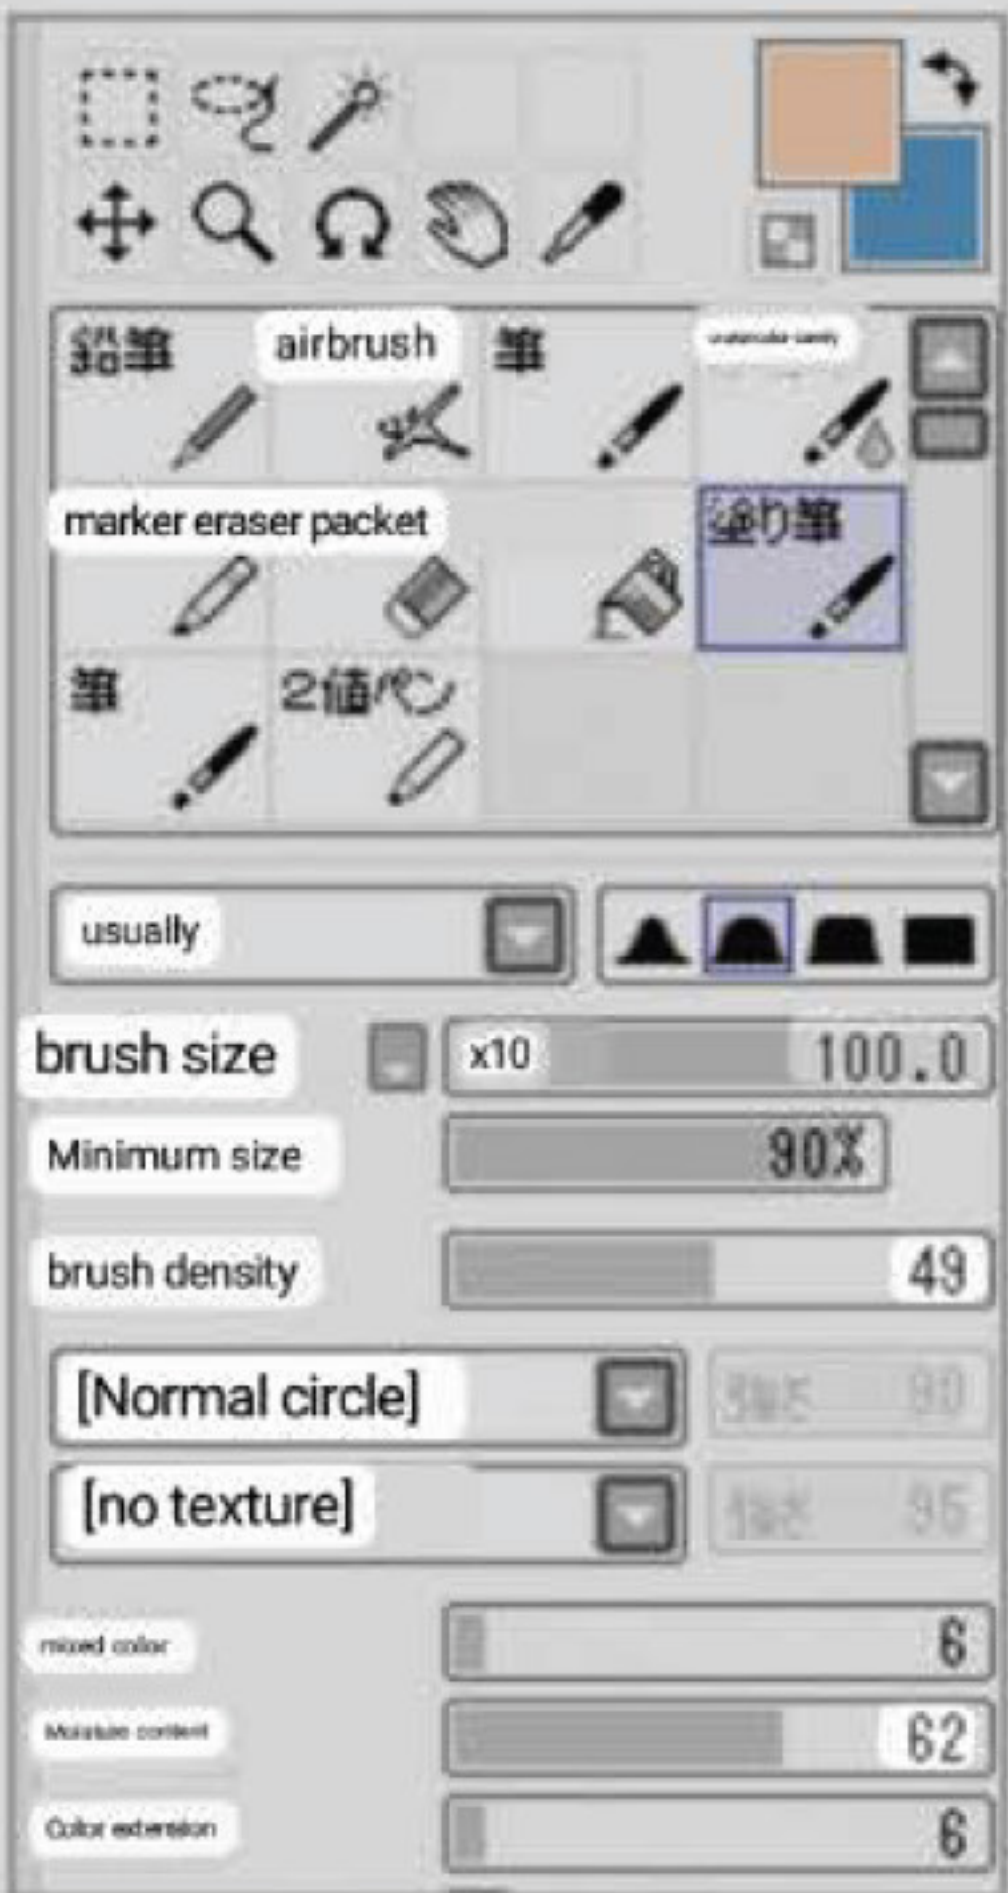 鉛筆 airbrush 筆
marker eraser packet 塗り筆
筆 2値ペン
usually
brush size x10 100.0
Minimum size 90%
brush density 49
[Normal circle]
[no texture]
mixed color 6
Moisture content 62
Color extension 6